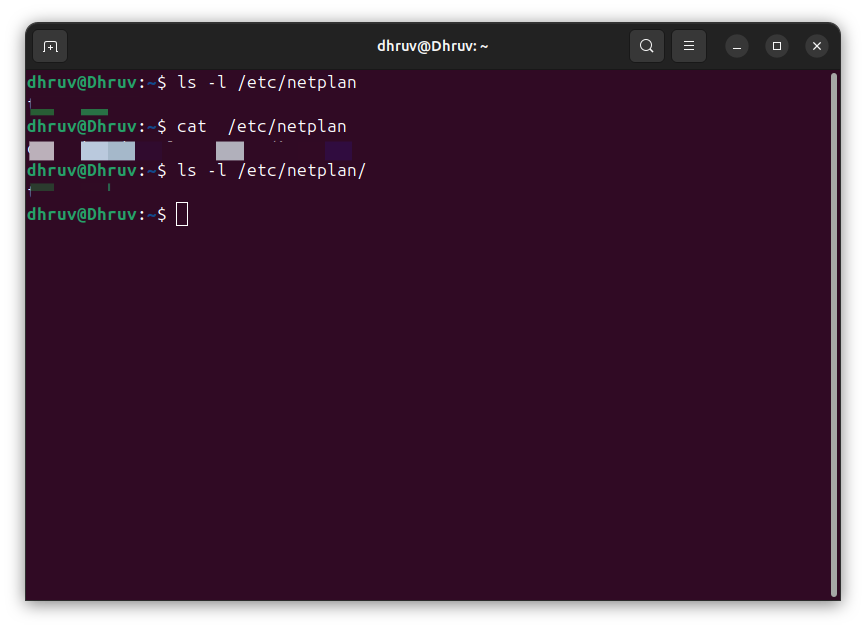 dhruv@Dhruv: ~
dhruv@Dhruv:~$ ls -l /etc/netplan
dhruv@Dhruv:~$ cat  /etc/netplan
dhruv@Dhruv:~$ ls -l /etc/netplan/
dhruv@Dhruv:~$